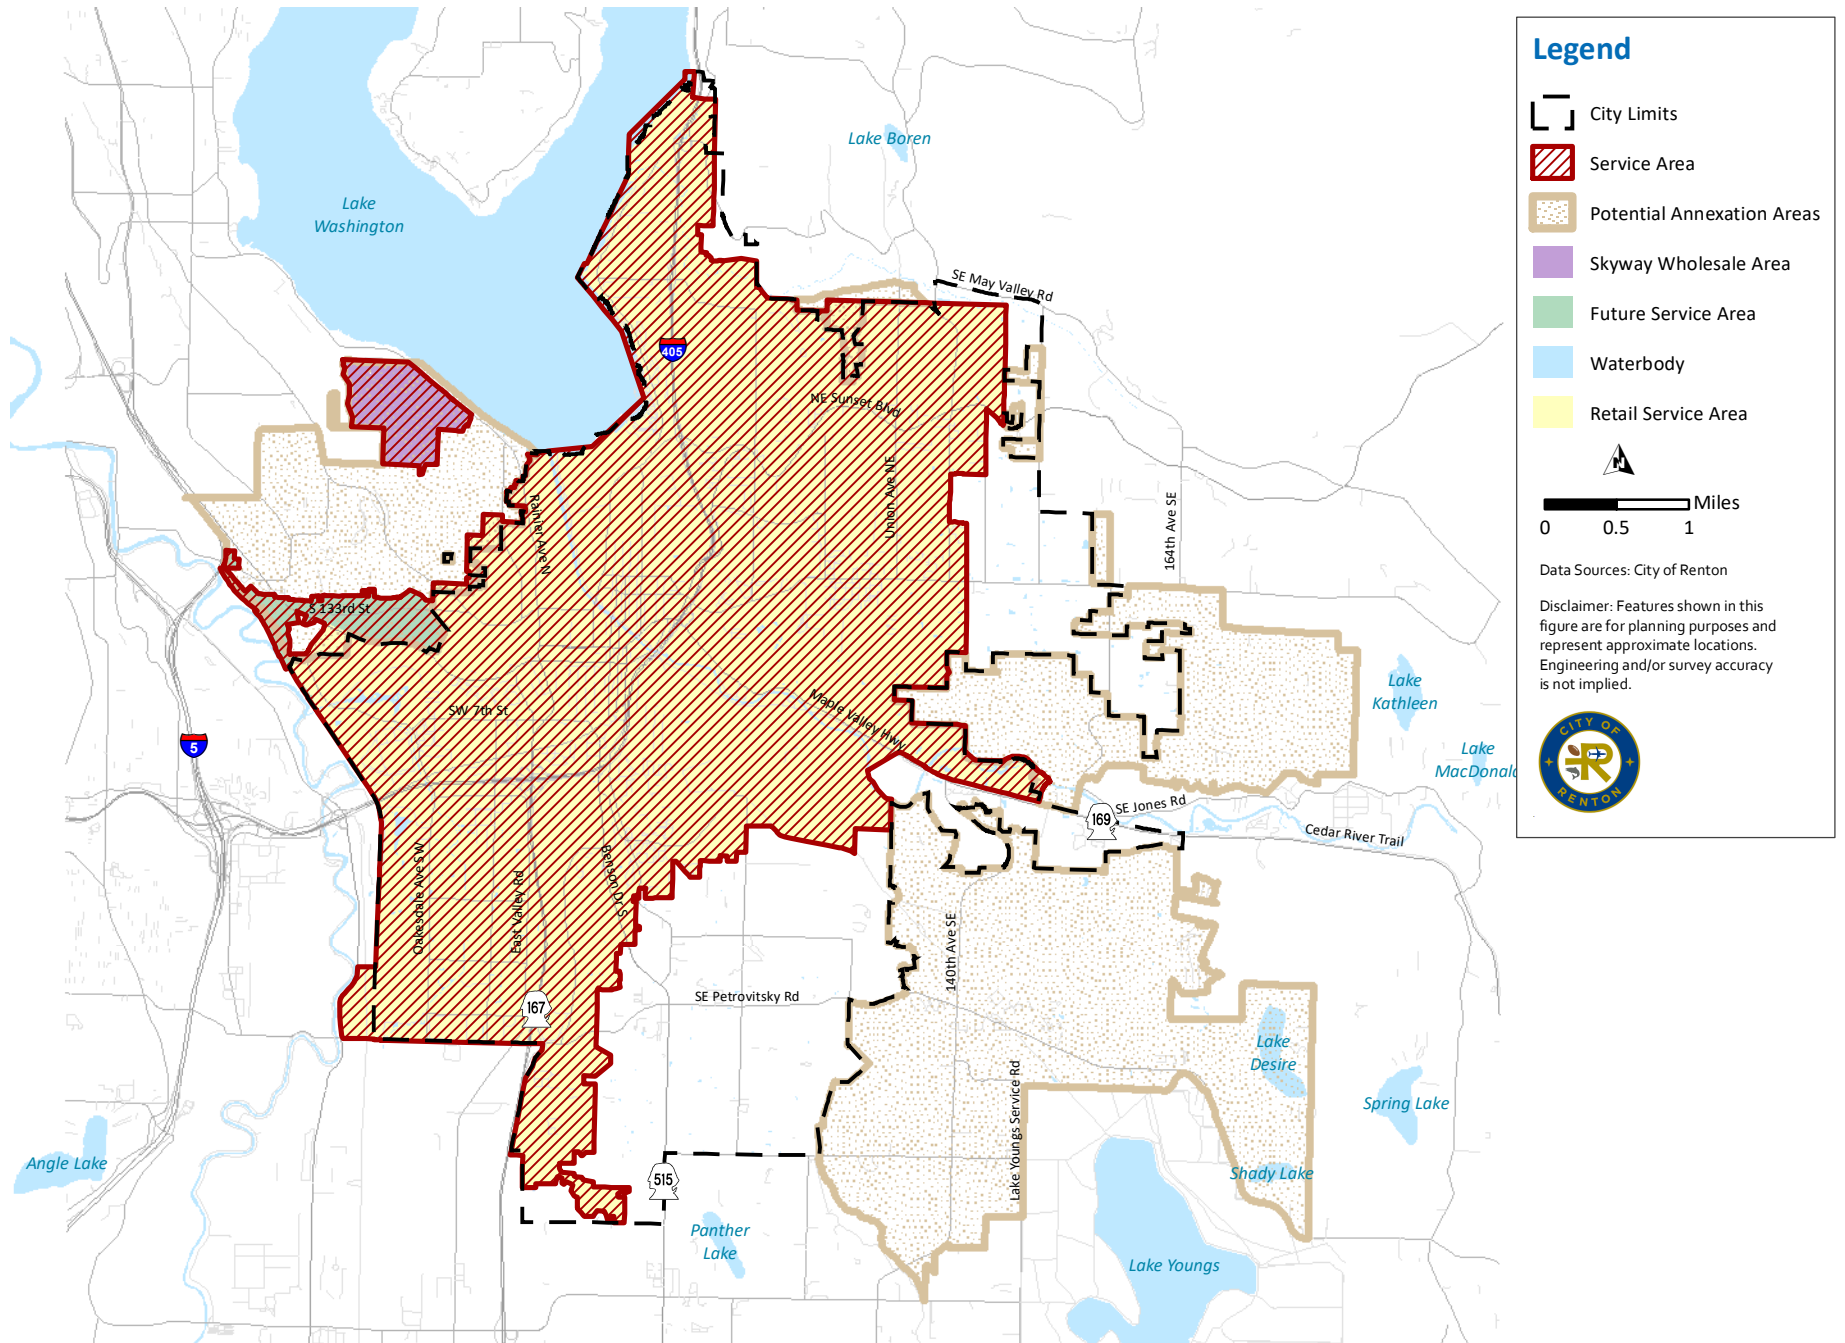 Legend
City Limits
Service Area
Potential Annexation Areas
Skyway Wholesale Area
Future Service Area
Waterbody
Retail Service Area
N
Miles
0 0.5 1
Data Sources: City of Renton
Disclaimer: Features shown in this
figure are for planning purposes and
represent approximate locations.
Engineering and/or survey accuracy
is not implied.
CITY OF
R
RENTON
Lake Boren
Lake
Washington
SE May Valley Rd
405
NE Sunset Blvd
Union Ave NE
Rainier Ave N
164th Ave SE
S 133rd St
SW 7th St
Maple Valley Hwy
5
Lake
Kathleen
Lake
MacDonald
SE Jones Rd
169
Cedar River Trail
Oakesdale Ave SW
East Valley Rd
Benson Dr S
140th Ave SE
SE Petrovitsky Rd
167
Lake
Desire
Lake Youngs Service Rd
Spring Lake
Angle Lake
515
Shady Lake
Panther
Lake
Lake Youngs